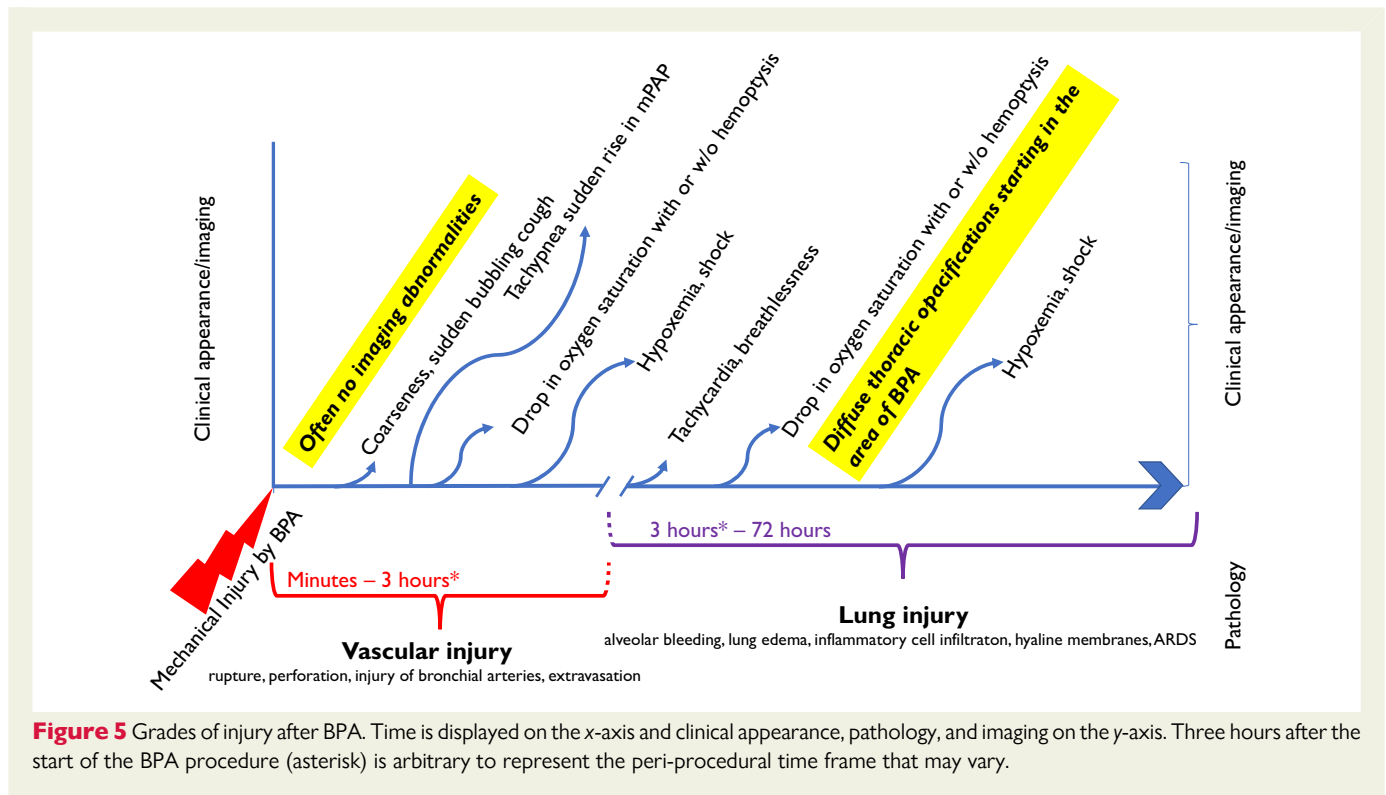 Clinical appearance/imaging
Often no imaging abnormalities
Coarseness, sudden bubbling cough
Tachypnea sudden rise in mPAP
Drop in oxygen saturation with or w/o hemoptysis
Hypoxemia, shock
Tachycardia, breathlessness
Drop in oxygen saturation with or w/o hemoptysis
Diffuse thoracic opacifications starting in the
area of BPA
Hypoxemia, shock
Clinical appearance/imaging
Mechanical Injury by BPA
Minutes – 3 hours*
3 hours* – 72 hours
Vascular injury
rupture, perforation, injury of bronchial arteries, extravasation
Lung injury
alveolar bleeding, lung edema, inflammatory cell infiltraton, hyaline membranes, ARDS
Pathology
Figure 5 Grades of injury after BPA. Time is displayed on the x-axis and clinical appearance, pathology, and imaging on the y-axis. Three hours after the
start of the BPA procedure (asterisk) is arbitrary to represent the peri-procedural time frame that may vary.